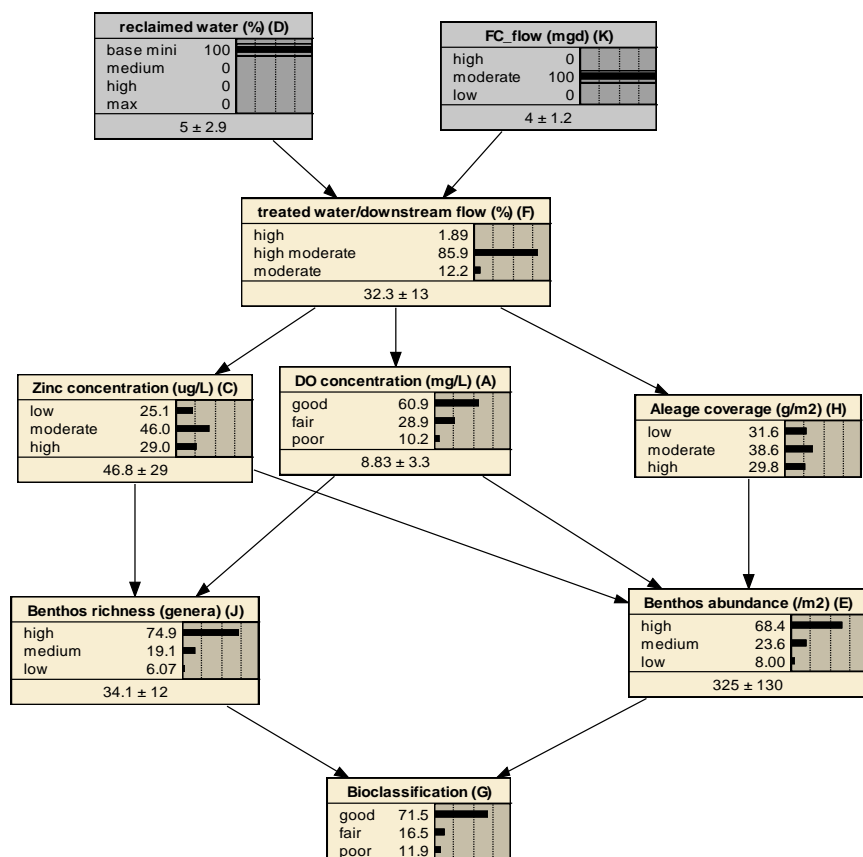 reclaimed water (%) (D)
base mini 100
medium 0
high 0
max 0
5 ± 2.9
FC_flow (mgd) (K)
high 0
moderate 100
low 0
4 ± 1.2
treated water/downstream flow (%) (F)
high 1.89
high moderate 85.9
moderate 12.2
32.3 ± 13
Zinc concentration (ug/L) (C)
low 25.1
moderate 46.0
high 29.0
46.8 ± 29
DO concentration (mg/L) (A)
good 60.9
fair 28.9
poor 10.2
8.83 ± 3.3
Aleage coverage (g/m2) (H)
low 31.6
moderate 38.6
high 29.8
Benthos richness (genera) (J)
high 74.9
medium 19.1
low 6.07
34.1 ± 12
Benthos abundance (/m2) (E)
high 68.4
medium 23.6
low 8.00
325 ± 130
Bioclassification (G)
good 71.5
fair 16.5
poor 11.9